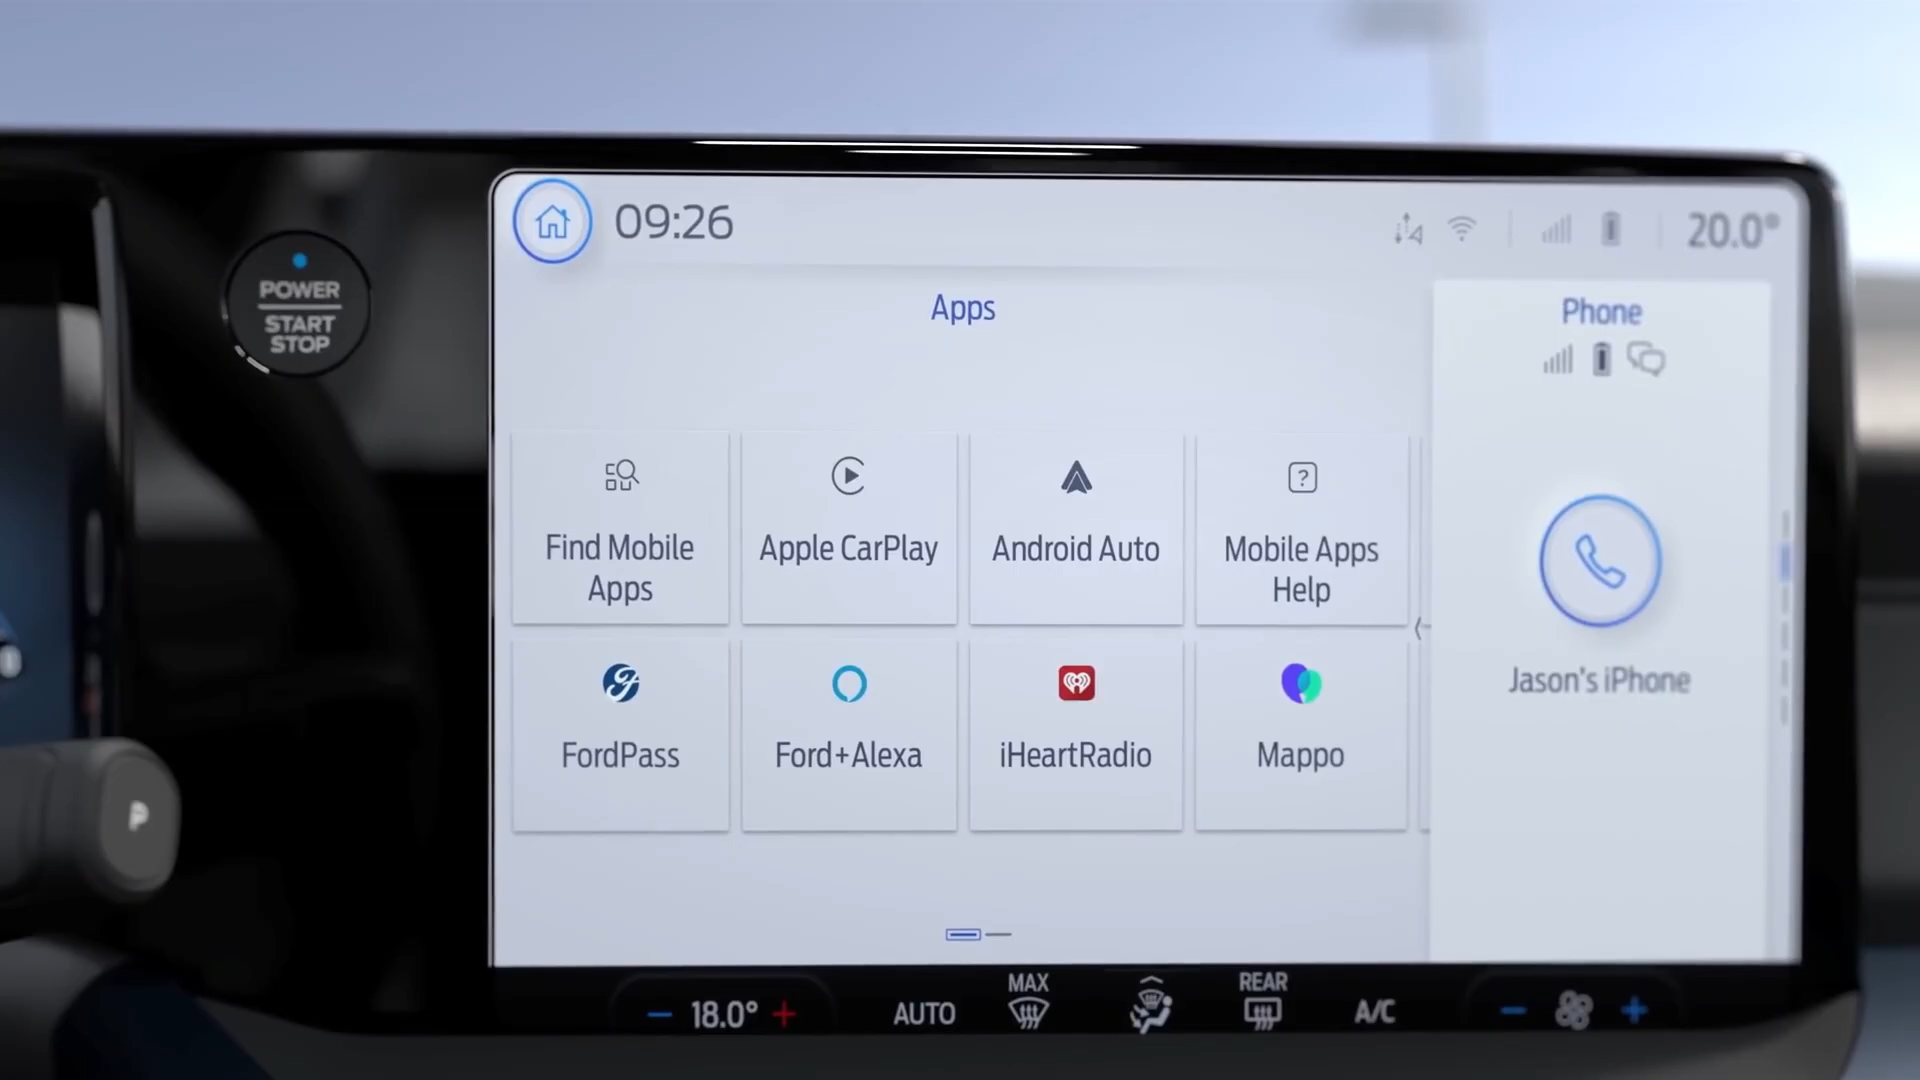 09:26
20.0°
POWER
START
STOP
Apps
Phone
Find Mobile
Apps
Apple CarPlay
Android Auto
Mobile Apps
Help
?
FordPass
Ford+Alexa
iHeartRadio
Mappo
Jason's iPhone
P
18.0°
AUTO
MAX
REAR
A/C